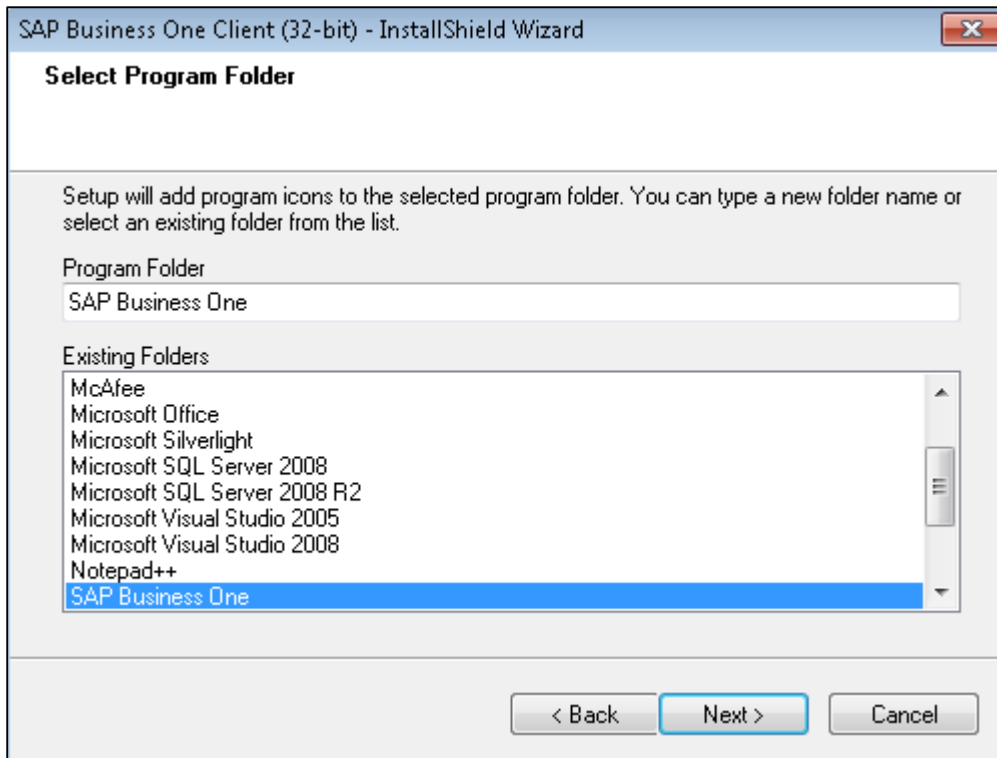 SAP Business One Client (32-bit) - InstallShield Wizard
Select Program Folder
Setup will add program icons to the selected program folder. You can type a new folder name or
select an existing folder from the list.
Program Folder
SAP Business One
Existing Folders
McAfee
Microsoft Office
Microsoft Silverlight
Microsoft SQL Server 2008
Microsoft SQL Server 2008 R2
Microsoft Visual Studio 2005
Microsoft Visual Studio 2008
Notepad++
SAP Business One
< Back Next > Cancel